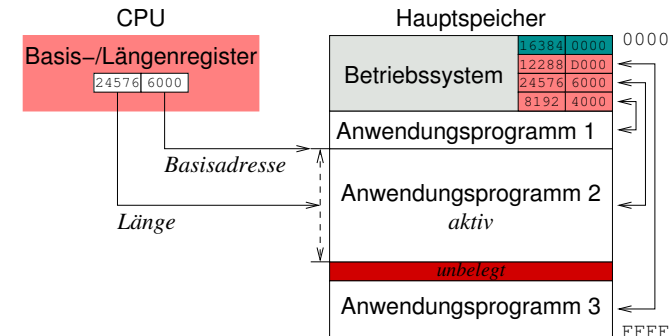 CPU
Hauptspeicher
Basis–/Längenregister
24576 6000
Basisadresse
Länge
16384 0000
12288 D000
24576 6000
8192 4000
Betriebssystem
0000
Anwendungsprogramm 1
Anwendungsprogramm 2
aktiv
unbelegt
Anwendungsprogramm 3
FFFF